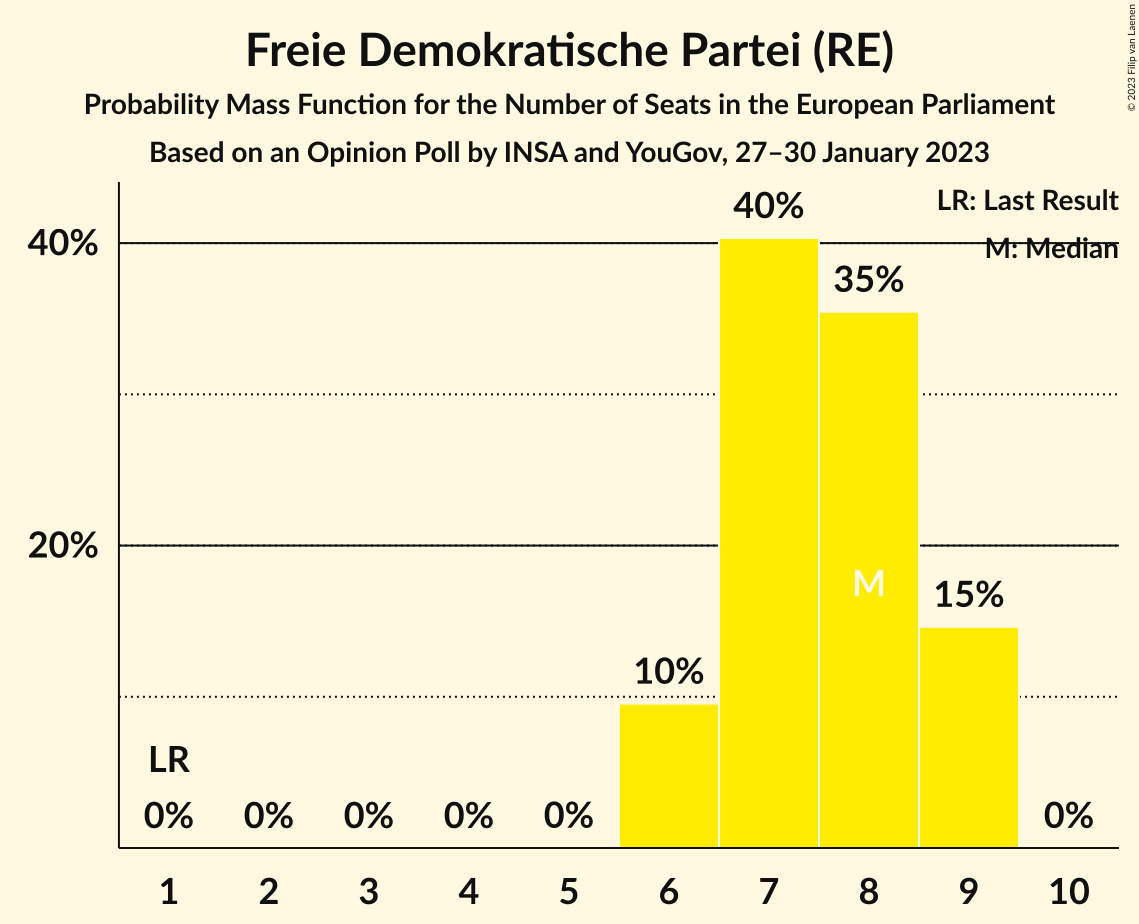 Freie Demokratische Partei (RE)
Probability Mass Function for the Number of Seats in the European Parliament
Based on an Opinion Poll by INSA and YouGov, 27–30 January 2023
© 2023 Filip van Laenen
LR: Last Result
M: Median
40%
20%
LR
0%
0%
0%
0%
0%
10%
40%
35%
M
15%
0%
1 2 3 4 5 6 7 8 9 10